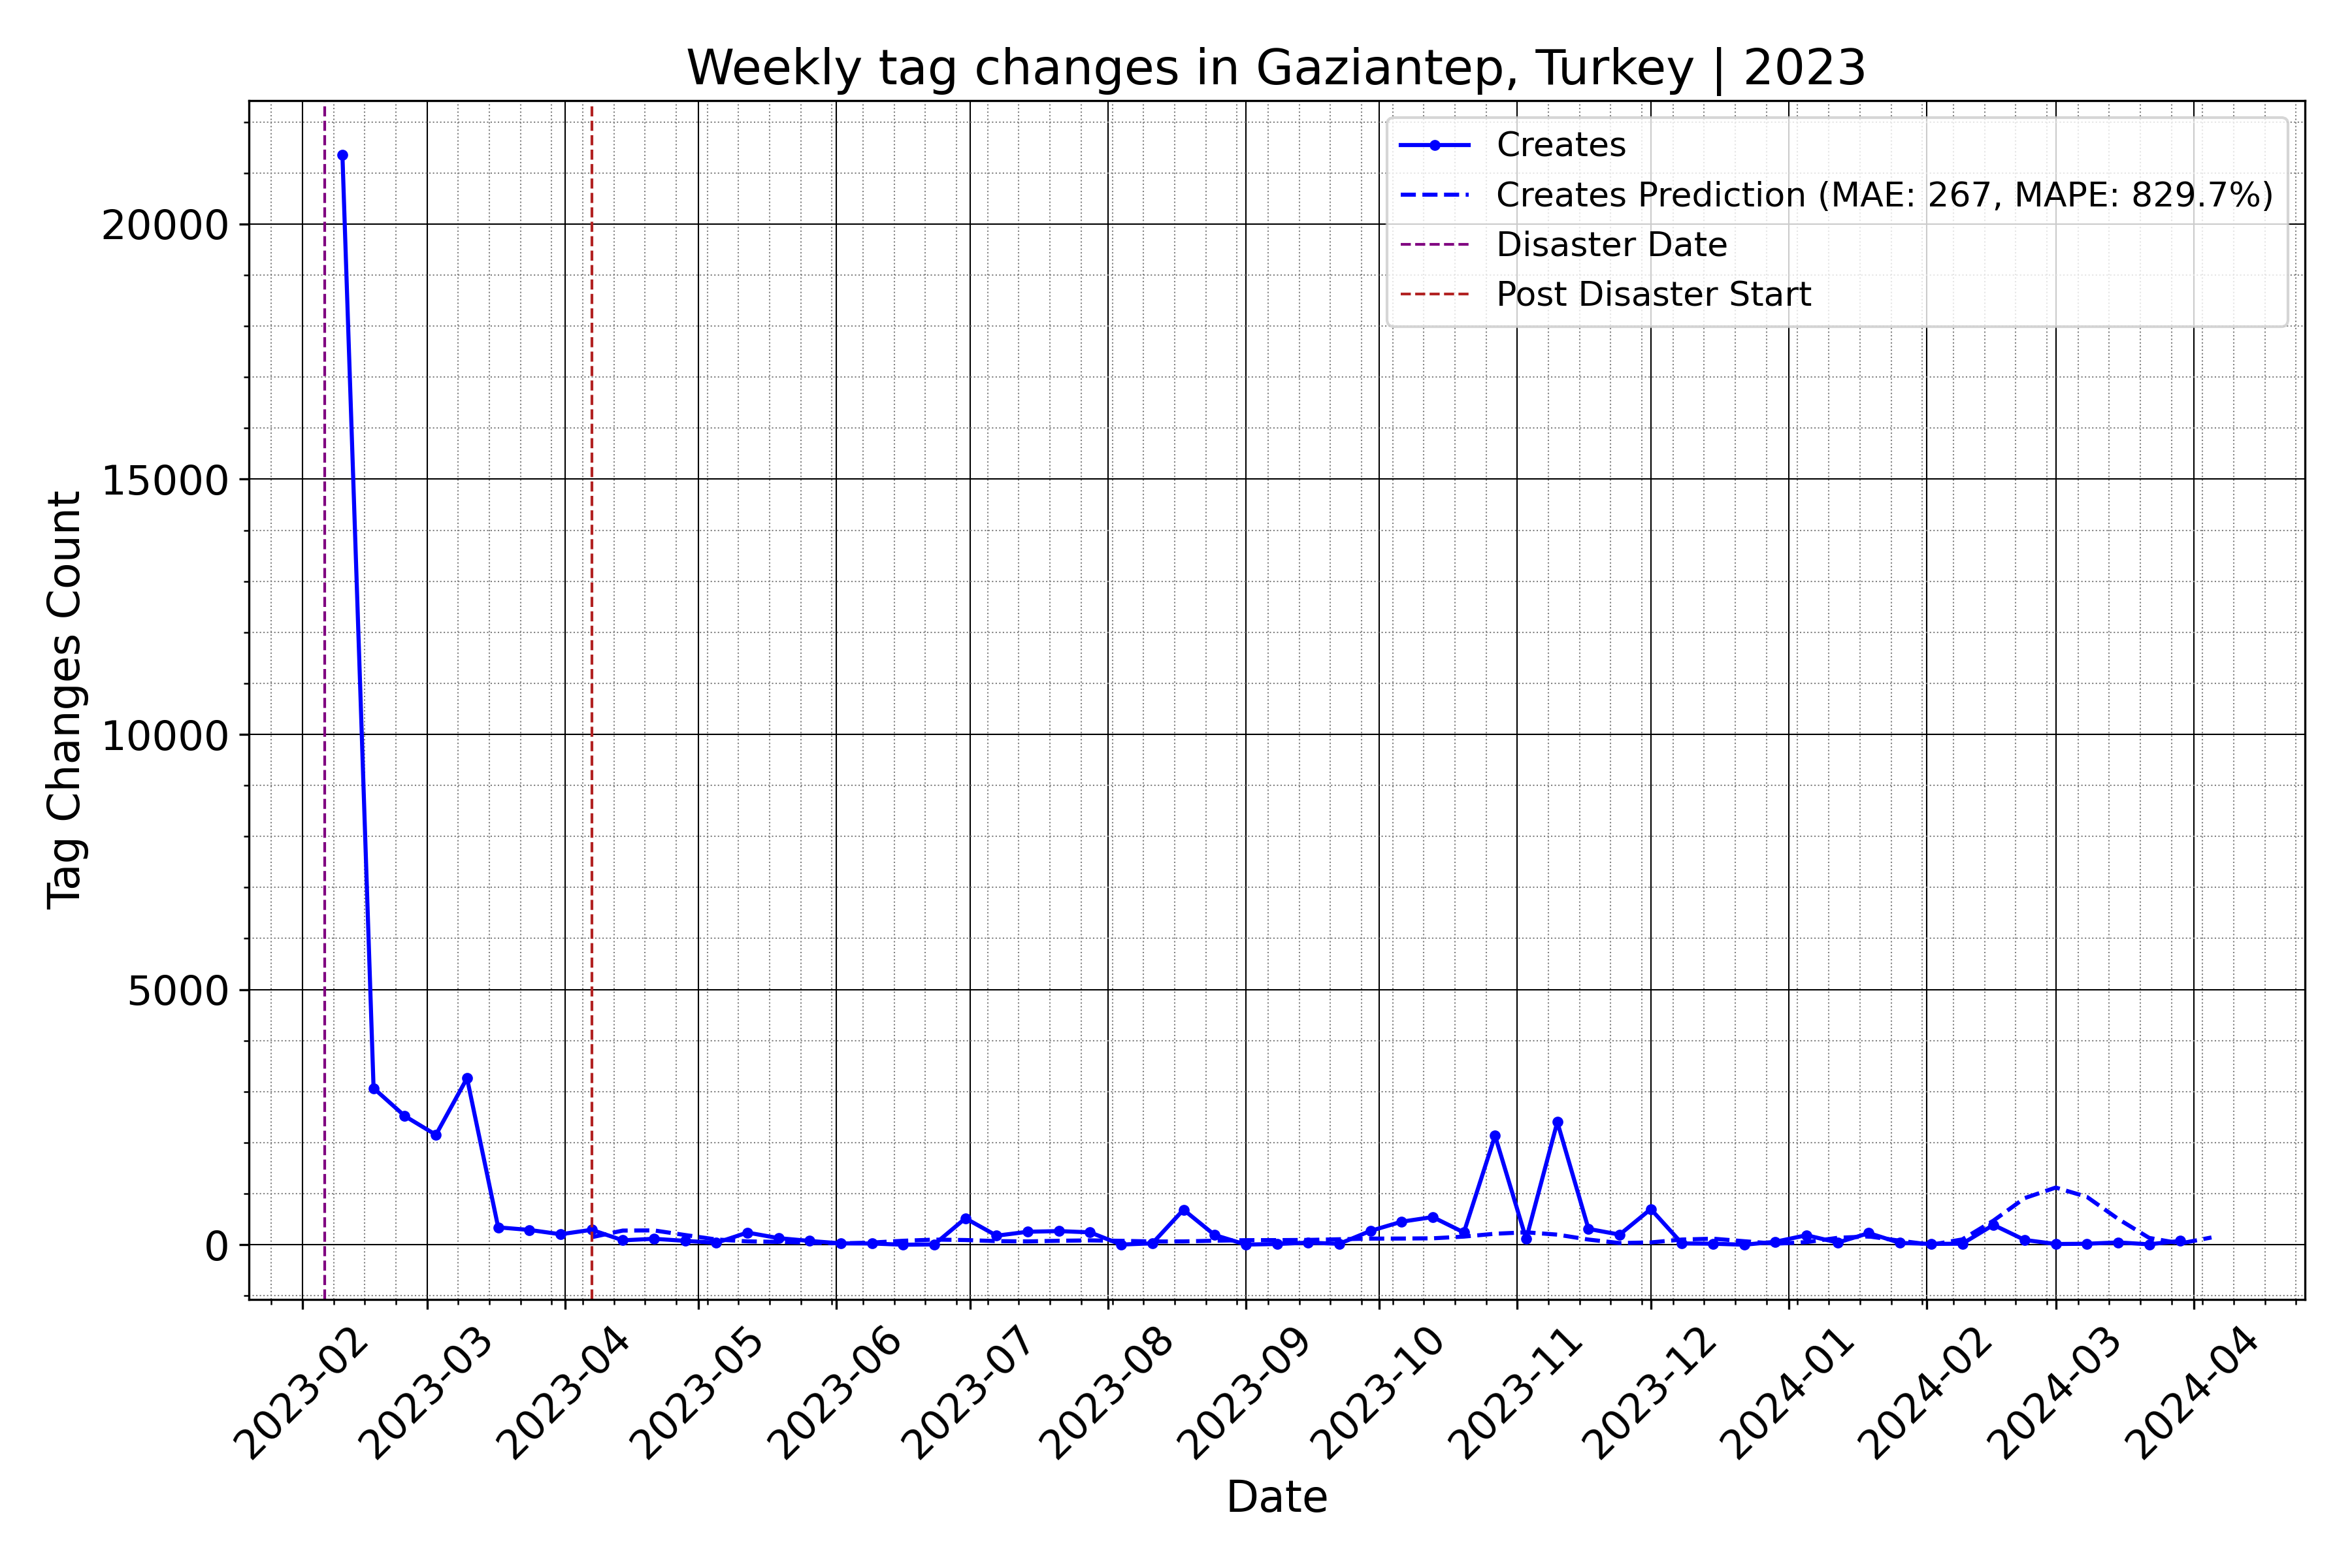 Weekly tag changes in Gaziantep, Turkey | 2023
Creates
Creates Prediction (MAE: 267, MAPE: 829.7%)
Disaster Date
Post Disaster Start
Tag Changes Count
20000
15000
10000
5000
0
2023-02
2023-03
2023-04
2023-05
2023-06
2023-07
2023-08
2023-09
2023-10
2023-11
2023-12
2024-01
2024-02
2024-03
2024-04
Date